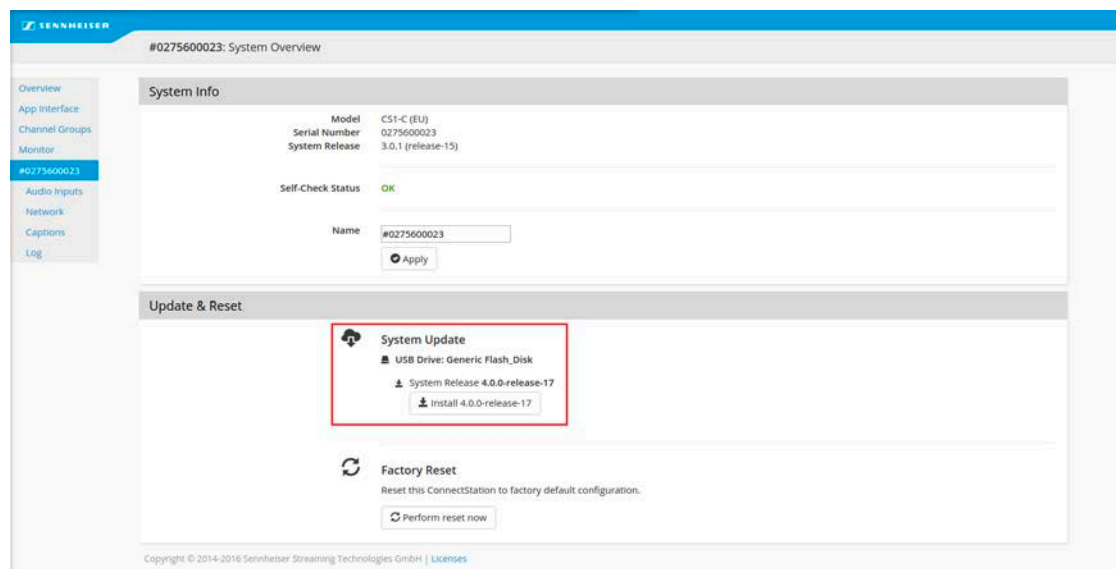 SENNHEISER
#0275600023: System Overview
Overview
App Interface
Channel Groups
Monitor
#0275600023
Audio Inputs
Network
Captions
Log
System Info
Model CS1-C (EU)
Serial Number 0275600023
System Release 3.0.1 (release-15)
Self-Check Status OK
Name #0275600023
Apply
Update & Reset
System Update
USB Drive: Generic Flash_Disk
System Release 4.0.0-release-17
Install 4.0.0-release-17
Factory Reset
Reset this ConnectStation to factory default configuration.
Perform reset now
Copyright © 2014-2016 Sennheiser Streaming Technologies GmbH | Licenses